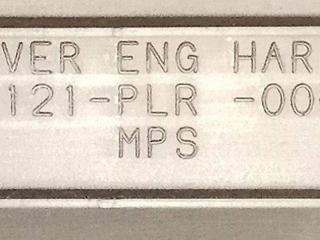 VER ENG HAR
121-PLR -00
MPS